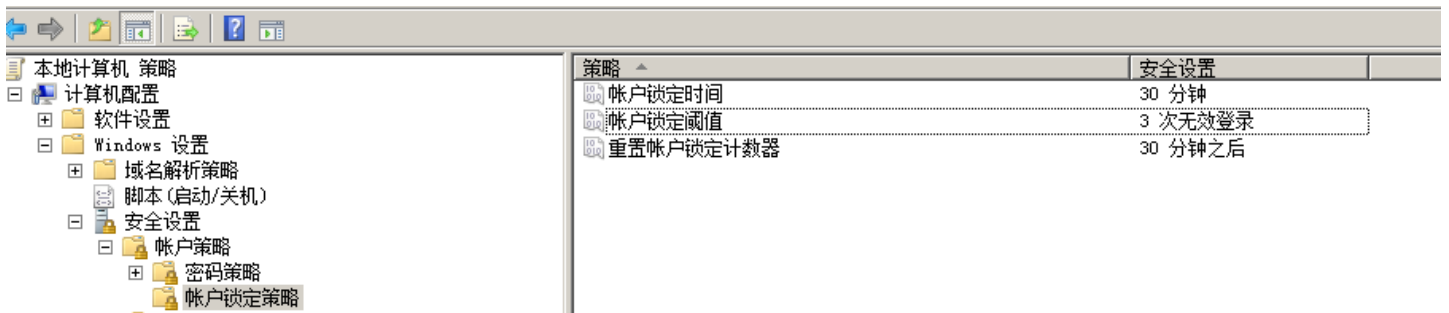 本地计算机 策略
计算机配置
软件设置
Windows 设置
域名解析策略
脚本(启动/关机)
安全设置
帐户策略
密码策略
帐户锁定策略
策略 安全设置
帐户锁定时间 30 分钟
帐户锁定阈值 3 次无效登录
重置帐户锁定计数器 30 分钟之后